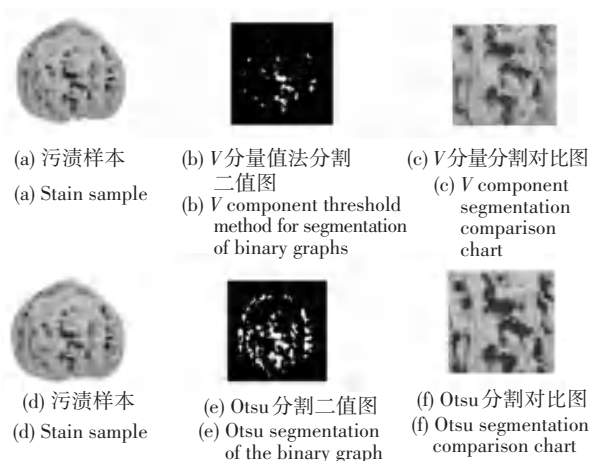 (a) 污渍样本
(a) Stain sample
(b) V分量值法分割
二值图
(b) V component threshold
method for segmentation
of binary graphs
(c) V分量分割对比图
(c) V component
segmentation
comparison
chart
(d) 污渍样本
(d) Stain sample
(e) Otsu分割二值图
(e) Otsu segmentation
of the binary graph
(f) Otsu分割对比图
(f) Otsu segmentation
comparison chart